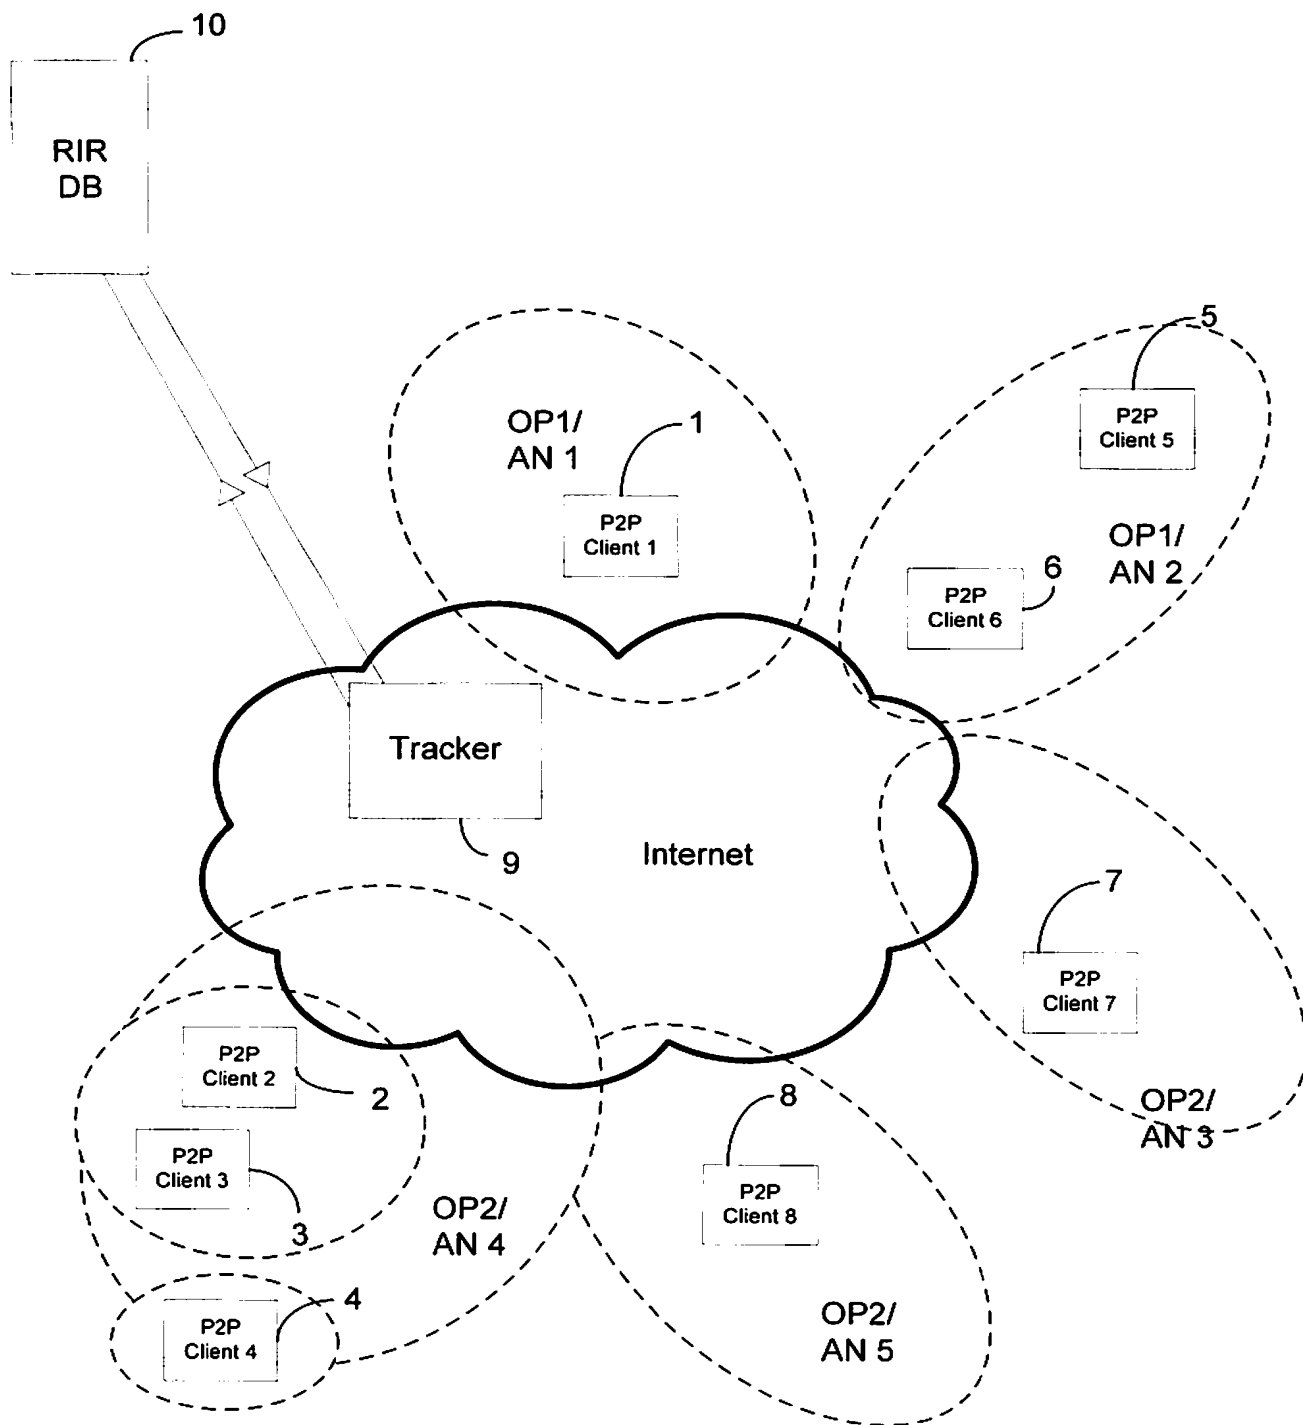 10
RIR
DB
5
P2P
Client 5
OP1/
AN 1
1
P2P
Client 1
OP1/
AN 2
6
P2P
Client 6
Tracker
9
Internet
7
P2P
Client 7
P2P
Client 2
2
OP2/
AN 3
8
P2P
Client 3
3
P2P
Client 8
OP2/
AN 4
4
P2P
Client 4
OP2/
AN 5